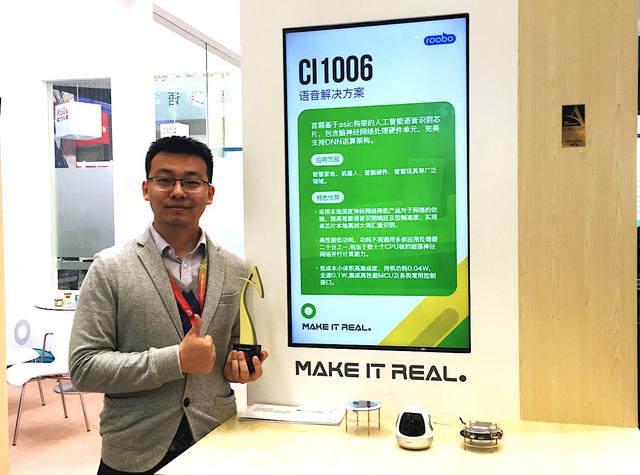 roobo
CI1006
语音解决方案
首颗基于asic构架的人工智能语音识别芯
片，包含脑神经网络处理硬件单元，完美
支持DNN运算架构。
应用范围
智慧家电、机器人、智能硬件、智慧玩具等广泛
领域。
特色优势
·采用本地深度神经网络降低产品对于网络的依
赖，提高智能语音识别响应及控制速度，实现
单芯片本地离线大词汇量识别。
·高性能低功耗，功耗不到通用多核应用处理器
二十分之一，相当于数十个CPU核的超强神经
网络并行计算能力。
·低成本小体积高集成度，待机功耗0.04W，
全速0.1W，集成高性能MCU及各类常用控制
接口。
MAKE IT REAL.
MAKE IT REAL.